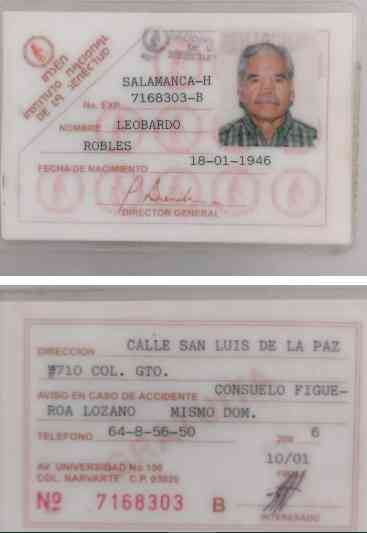 INSEN
INSTITUTO NACIONAL
DE LA SENECTUD
SALAMANCA-H
No. EXP. 7168303-B
NOMBRE LEOBARDO
ROBLES
18-01-1946
FECHA DE NACIMIENTO
DIRECTOR GENERAL
DIRECCION CALLE SAN LUIS DE LA PAZ
#710 COL. GTO.
AVISO EN CASO DE ACCIDENTE CONSUELO FIGUE-
ROA LOZANO MISMO DOM.
TELEFONO 64-8-56-50 6
10/01
AV. UNIVERSIDAD No 150
COL. NARVARTE C.P. 03020
Nº 7168303 B
INTERESADO